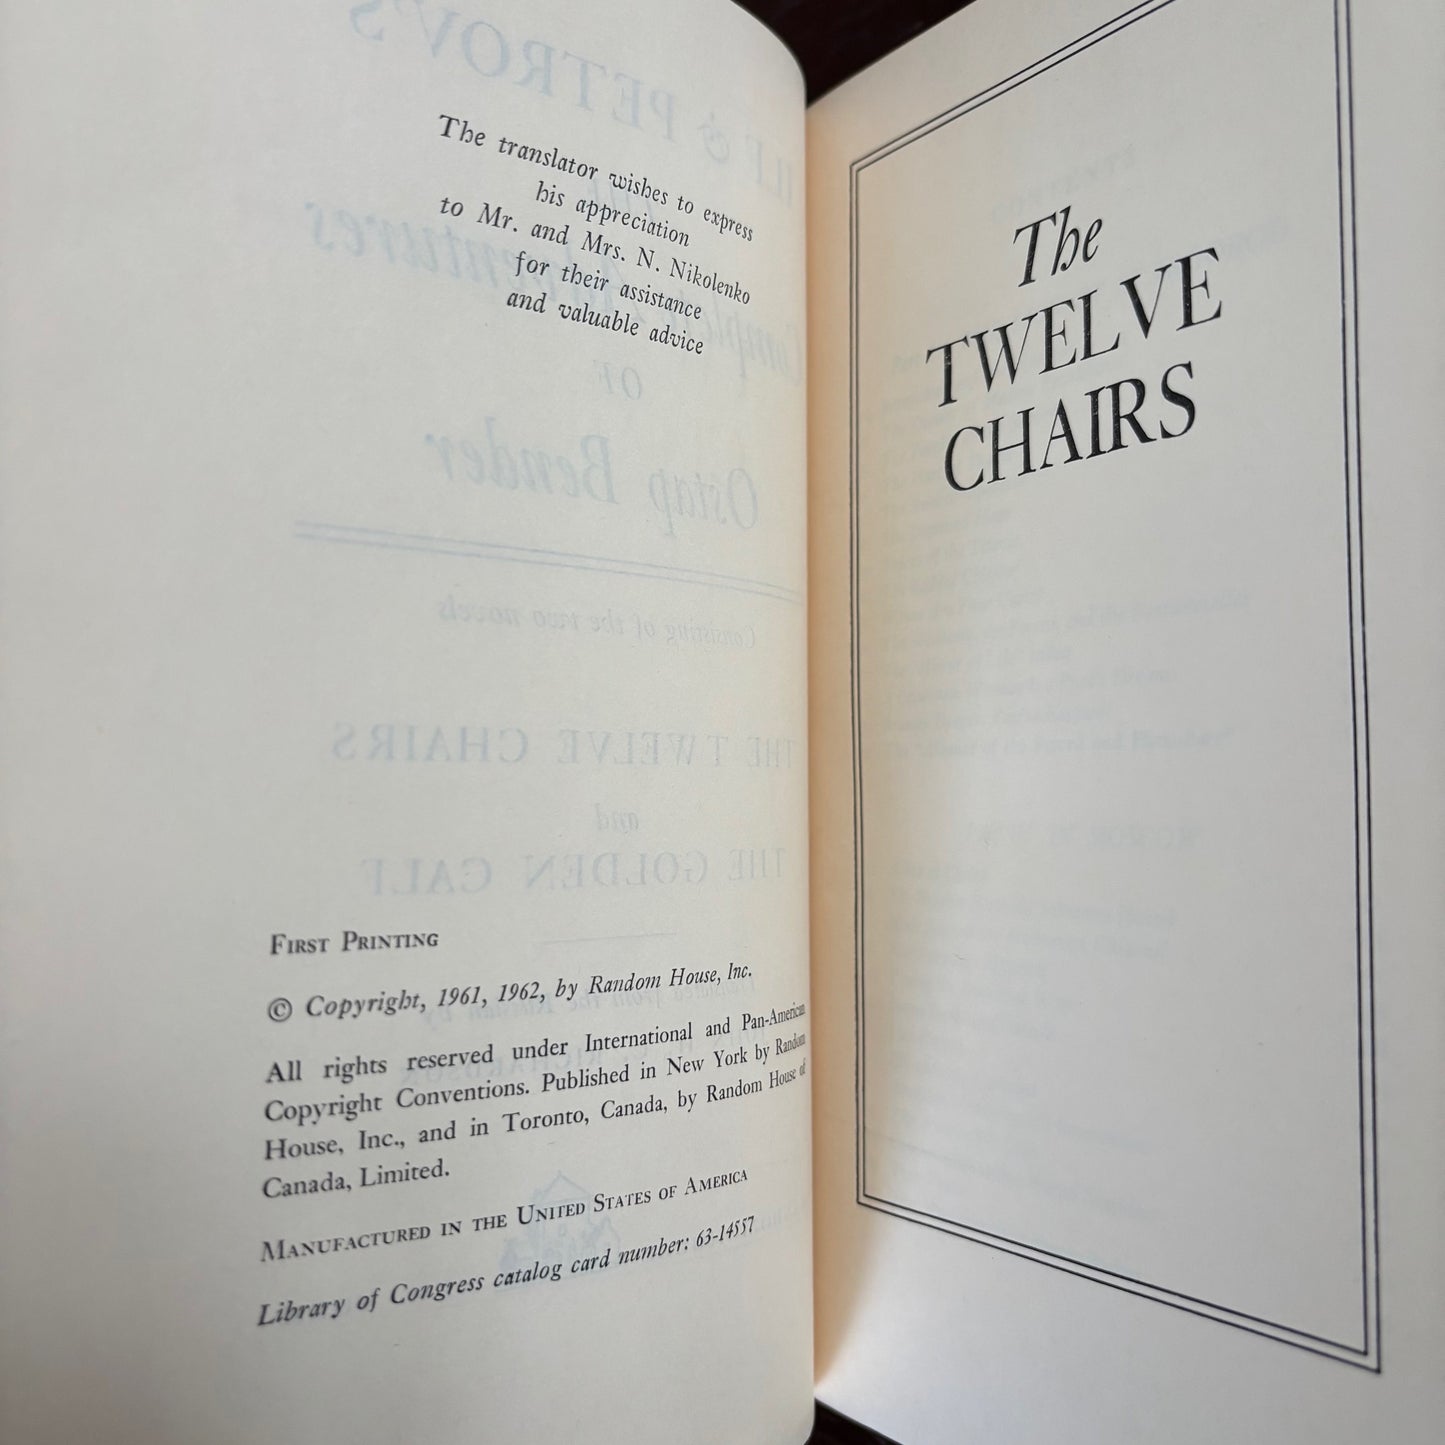 The translator wishes to express
his appreciation
to Mr. and Mrs. N. Nikolenko
for their assistance
and valuable advice
First Printing
© Copyright, 1961, 1962, by Random House, Inc.
All rights reserved under International and Pan-American
Copyright Conventions. Published in New York by Random
House, Inc., and in Toronto, Canada, by Random House of
Canada, Limited.
Manufactured in the United States of America
Library of Congress catalog card number: 63-14557
The
TWELVE
CHAIRS